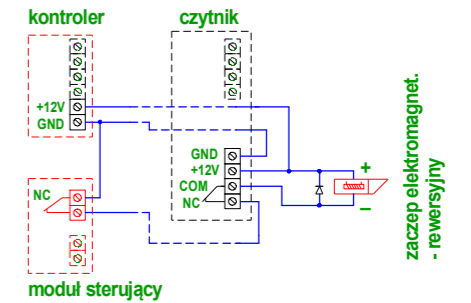 kontroler
czytnik
+12V
GND
GND
+12V
COM
NC
NC
+
–
zaczep elektromagnet.
- rewersyjny
moduł sterujący